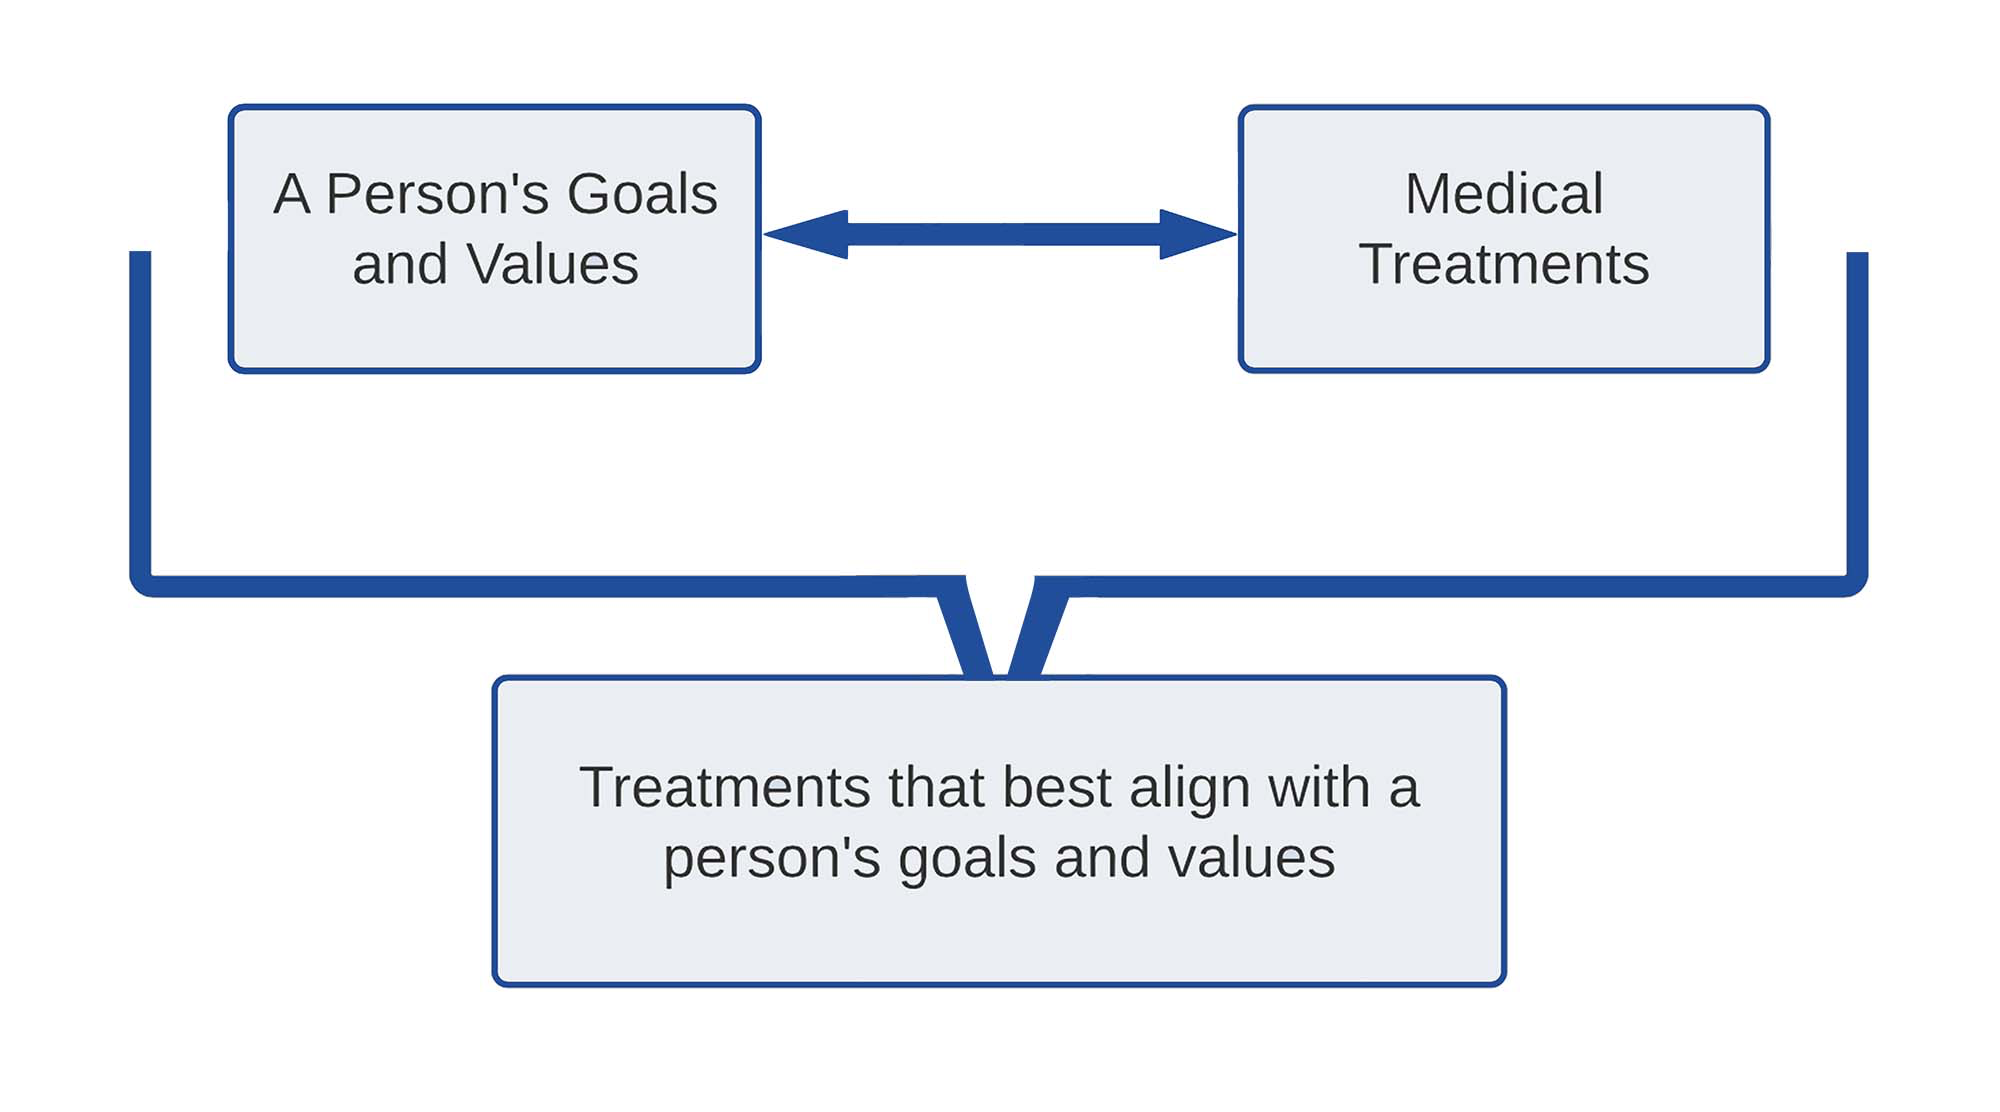 A Person's Goals
and Values
Medical
Treatments
Treatments that best align with a
person's goals and values